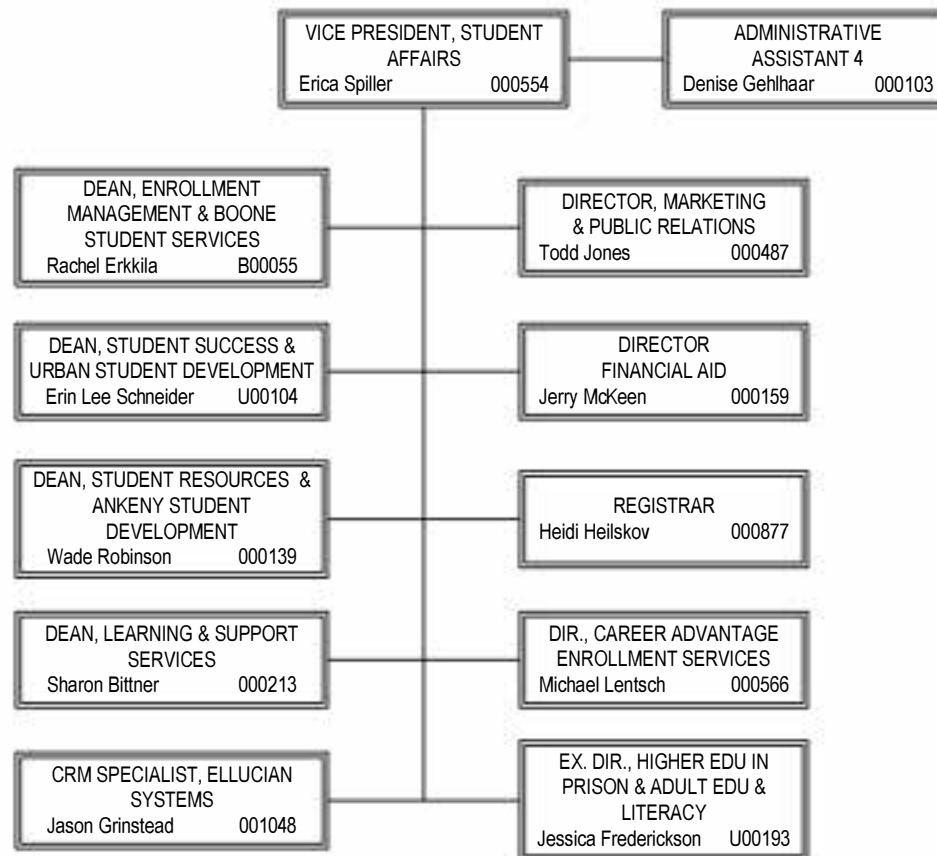 VICE PRESIDENT, STUDENT
AFFAIRS
Erica Spiller 000554
ADMINISTRATIVE
ASSISTANT 4
Denise Gehlhaar 000103
DEAN, ENROLLMENT
MANAGEMENT & BOONE
STUDENT SERVICES
Rachel Erkkila B00055
DIRECTOR, MARKETING
& PUBLIC RELATIONS
Todd Jones 000487
DEAN, STUDENT SUCCESS &
URBAN STUDENT DEVELOPMENT
Erin Lee Schneider U00104
DIRECTOR
FINANCIAL AID
Jerry McKeen 000159
DEAN, STUDENT RESOURCES &
ANKENY STUDENT
DEVELOPMENT
Wade Robinson 000139
REGISTRAR
Heidi Heilskov 000877
DEAN, LEARNING & SUPPORT
SERVICES
Sharon Bittner 000213
DIR., CAREER ADVANTAGE
ENROLLMENT SERVICES
Michael Lentsch 000566
CRM SPECIALIST, ELLUCIAN
SYSTEMS
Jason Grinstead 001048
EX. DIR., HIGHER EDU IN
PRISON & ADULT EDU &
LITERACY
Jessica Frederickson U00193